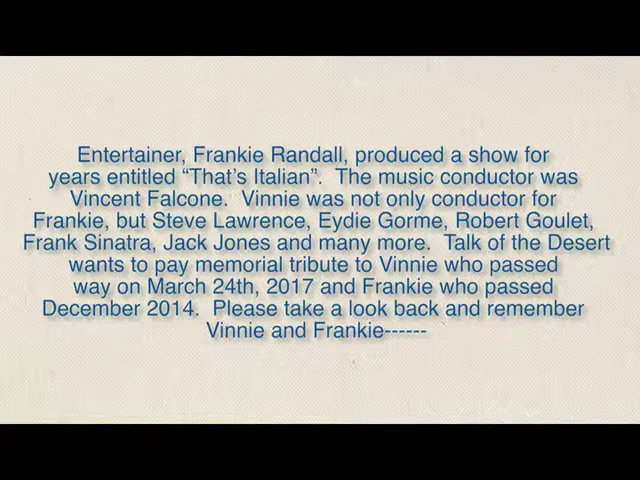 Entertainer, Frankie Randall, produced a show for
years entitled “That’s Italian”.  The music conductor was
Vincent Falcone.  Vinnie was not only conductor for
Frankie, but Steve Lawrence, Eydie Gorme, Robert Goulet,
Frank Sinatra, Jack Jones and many more.  Talk of the Desert
wants to pay memorial tribute to Vinnie who passed
way on March 24th, 2017 and Frankie who passed
December 2014.  Please take a look back and remember
Vinnie and Frankie------